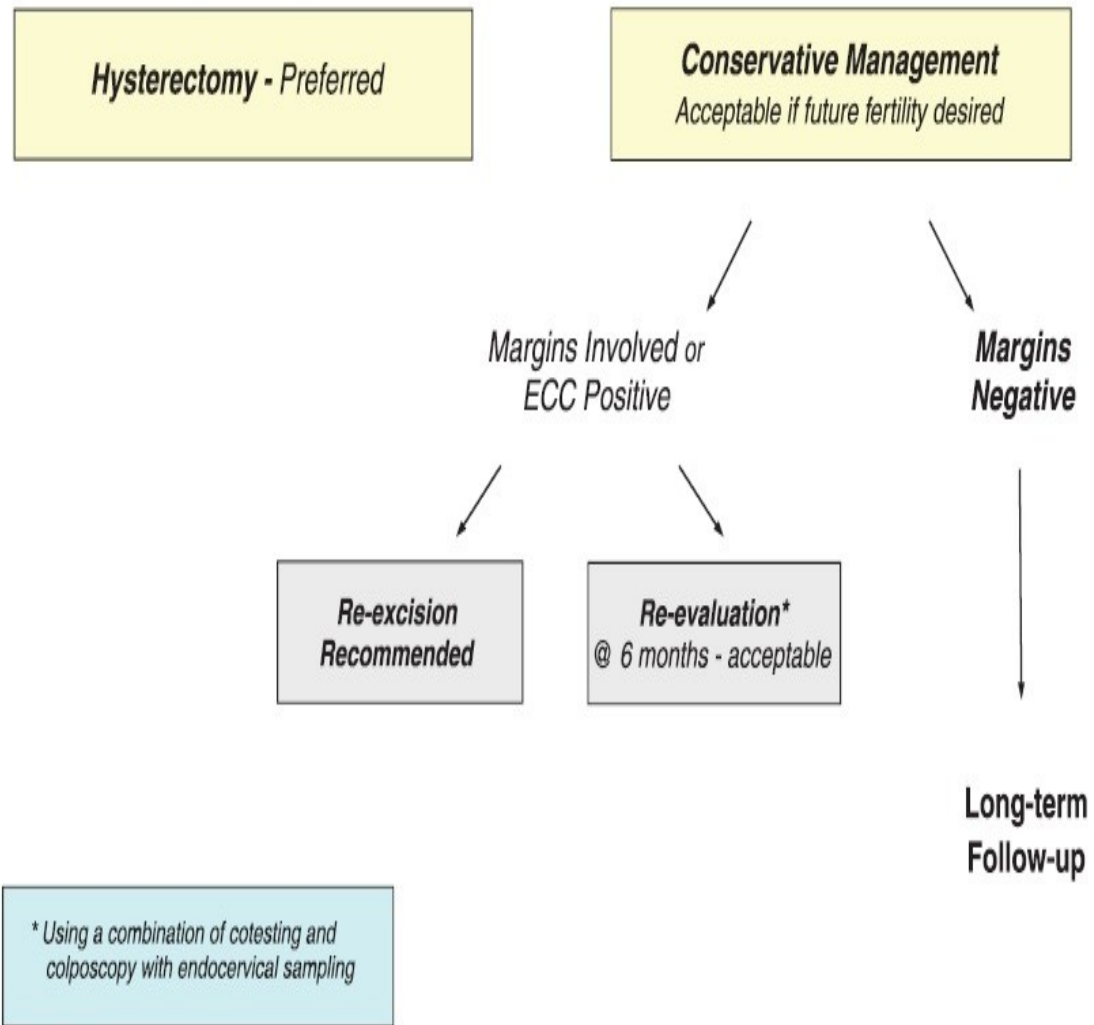 Hysterectomy - Preferred
Conservative Management
Acceptable if future fertility desired
Margins Involved or
ECC Positive
Margins
Negative
Re-excision
Recommended
Re-evaluation*
@ 6 months - acceptable
Long-term
Follow-up
* Using a combination of cotesting and
colposcopy with endocervical sampling